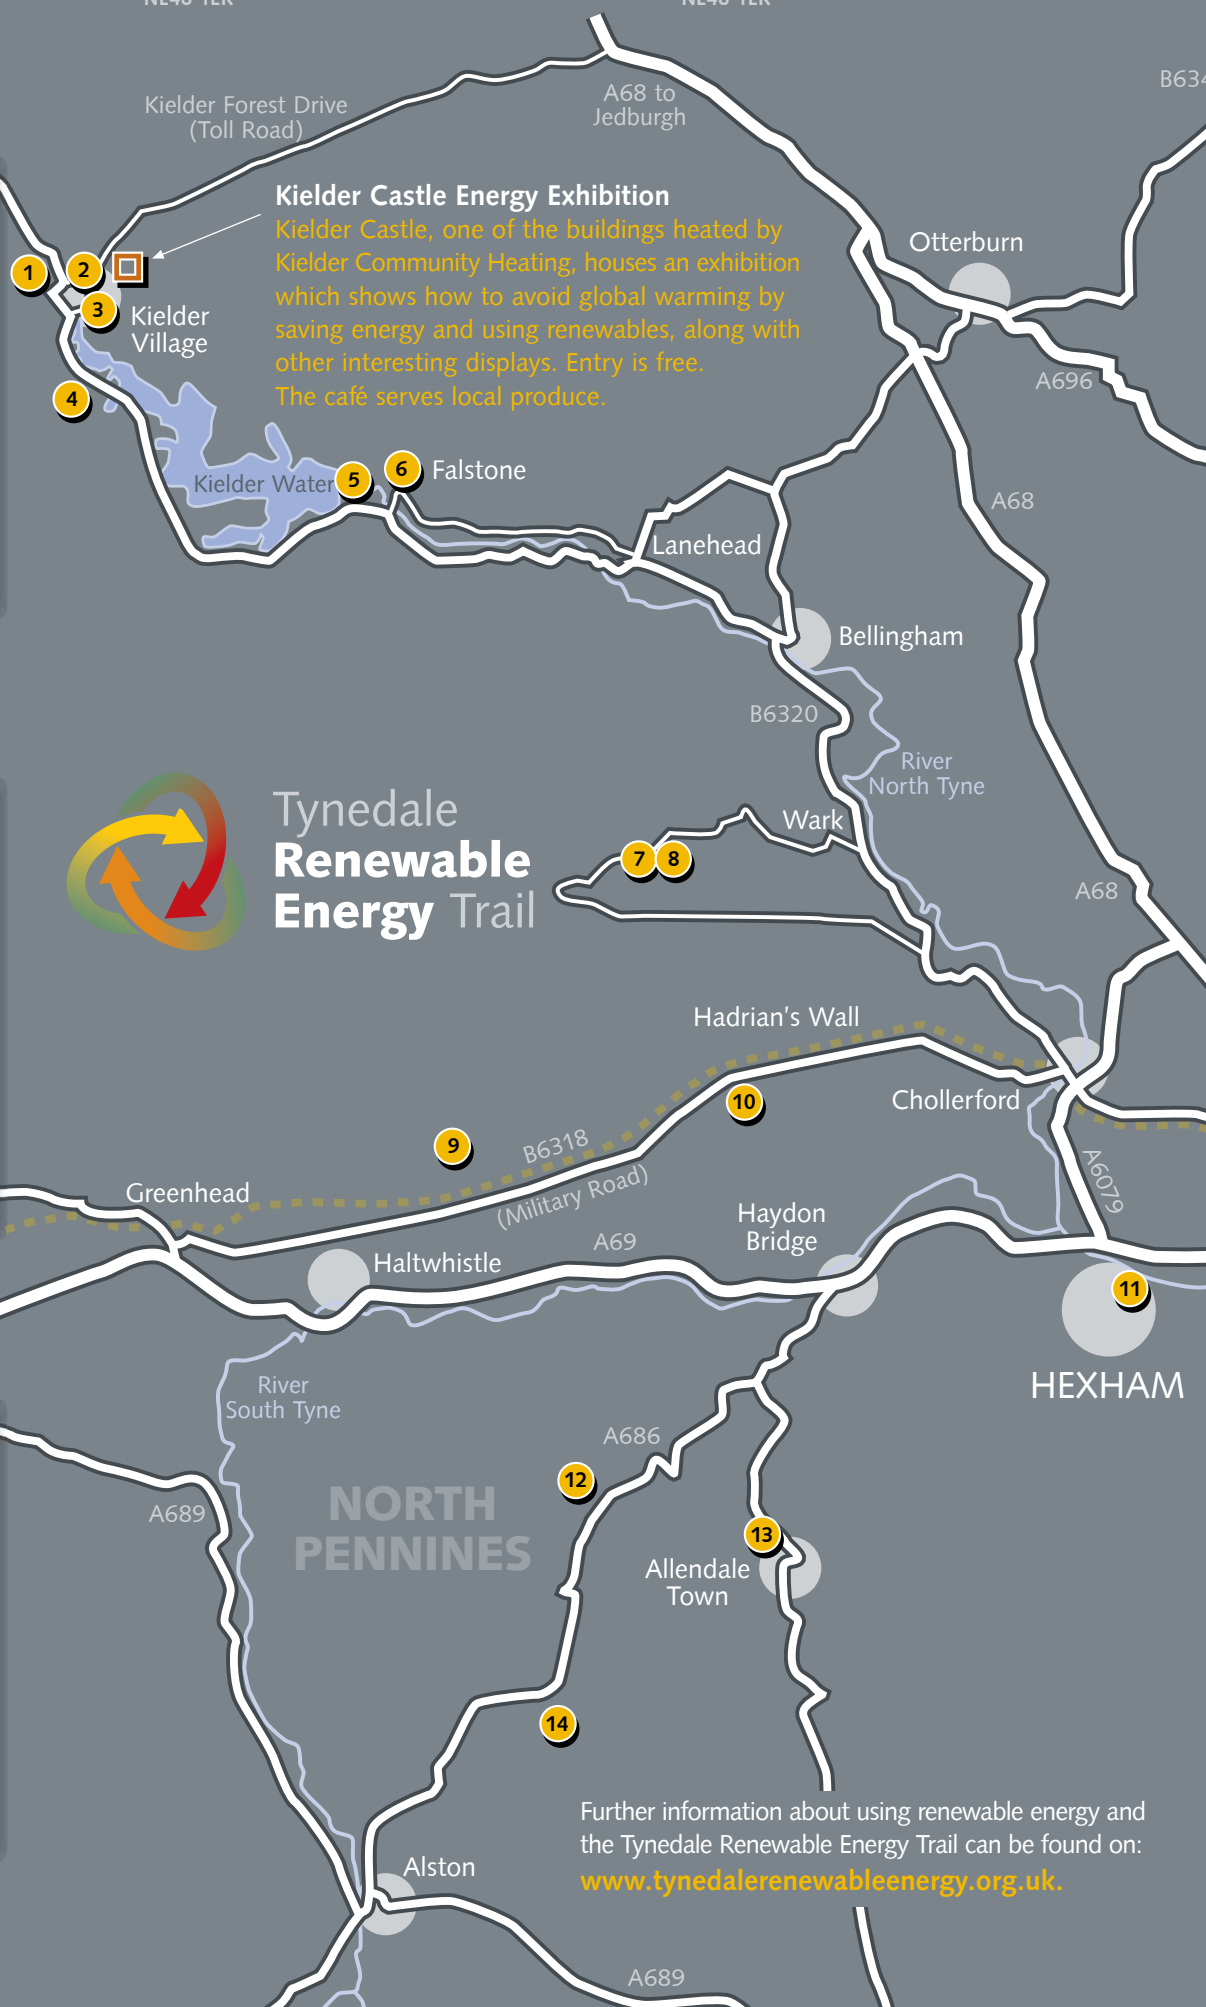 A68 to
Jedburgh
Kielder Forest Drive
(Toll Road)
Kielder Castle Energy Exhibition
Kielder Castle, one of the buildings heated by
Kielder Community Heating, houses an exhibition
which shows how to avoid global warming by
saving energy and using renewables, along with
other interesting displays. Entry is free.
The café serves local produce.
Otterburn
1
2
3
Kielder
Village
A696
4
Kielder Water
5
6
Falstone
A68
Lanehead
Bellingham
B6320
River
North Tyne
Tynedale
Renewable
Energy Trail
Wark
7
8
A68
Hadrian's Wall
Chollerford
10
9
B6318
(Military Road)
A6079
Greenhead
Haydon
Bridge
A69
Haltwhistle
11
HEXHAM
River
South Tyne
A686
12
NORTH
PENNINES
A689
13
Allendale
Town
14
Further information about using renewable energy and
the Tynedale Renewable Energy Trail can be found on:
www.tynedalerenewableenergy.org.uk.
Alston
A689